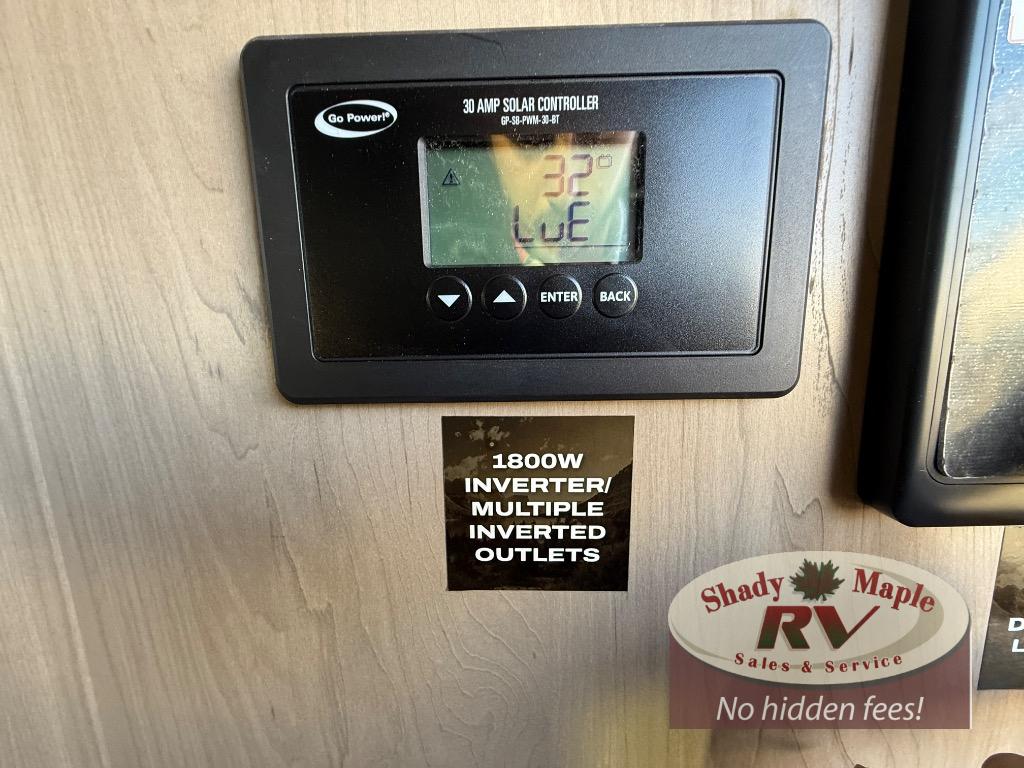 Go Power!®
30 AMP SOLAR CONTROLLER
GP-SB-PWM-30-BT
32
LvE
ENTER
BACK
1800W
INVERTER/
MULTIPLE
INVERTED
OUTLETS
Shady Maple
RV
Sales & Service
No hidden fees!
D
L